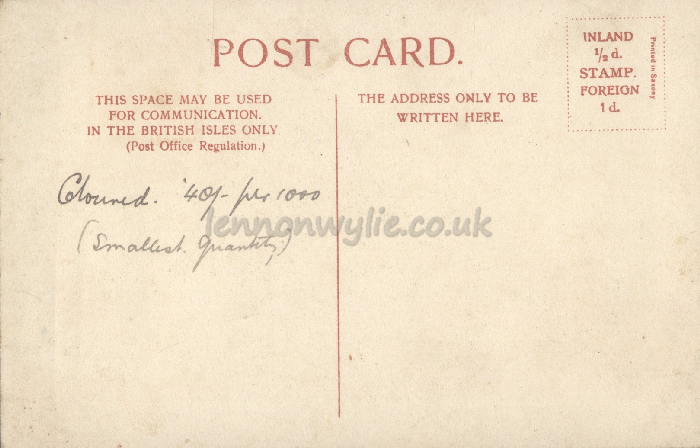 POST CARD.
THIS SPACE MAY BE USED
FOR COMMUNICATION.
IN THE BRITISH ISLES ONLY
(Post Office Regulation.)
THE ADDRESS ONLY TO BE
WRITTEN HERE.
INLAND
½ d.
STAMP.
FOREIGN
1 d.
Printed in Saxony
Coloured. 40/- per 1000
(Smallest Quantity)
lennonwylie.co.uk